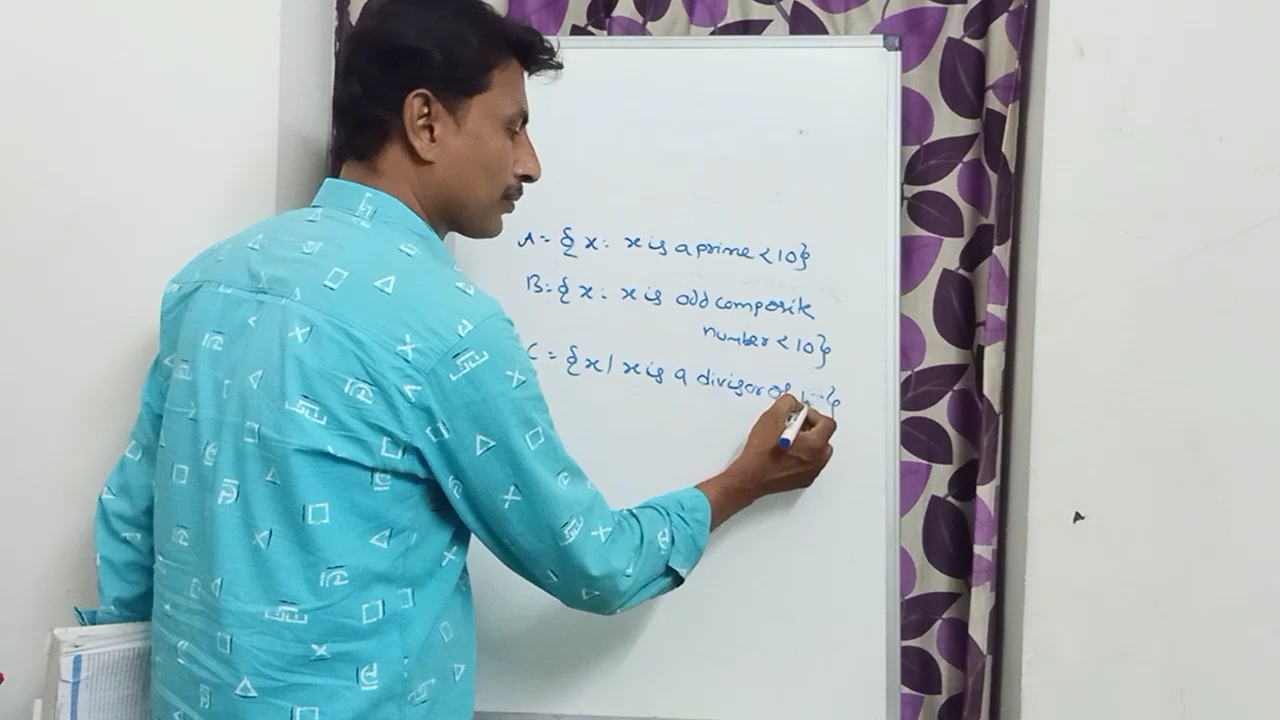 A = { x : x is a prime < 10}
B = { x : x is odd composite
number < 10}
C = {x / x is a divisor of }